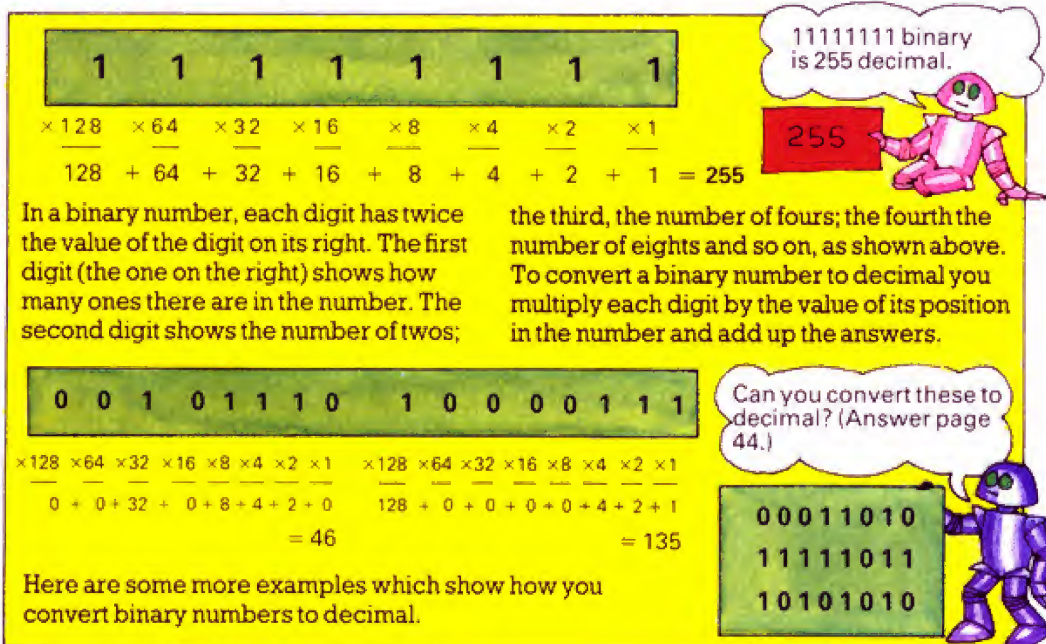 1 1 1 1 1 1 1 1
×128 ×64 ×32 ×16 ×8 ×4 ×2 ×1
128 + 64 + 32 + 16 + 8 + 4 + 2 + 1 = 255
11111111 binary
is 255 decimal.
255
In a binary number, each digit has twice
the value of the digit on its right. The first
digit (the one on the right) shows how
many ones there are in the number. The
second digit shows the number of twos;
the third, the number of fours; the fourth the
number of eights and so on, as shown above.
To convert a binary number to decimal you
multiply each digit by the value of its position
in the number and add up the answers.
0 0 1 0 1 1 1 0 1 0 0 0 0 1 1 1
×128 ×64 ×32 ×16 ×8 ×4 ×2 ×1 ×128 ×64 ×32 ×16 ×8 ×4 ×2 ×1
0 + 0 + 32 + 0 + 8 + 4 + 2 + 0 128 + 0 + 0 + 0 + 0 + 4 + 2 + 1
= 46 = 135
Here are some more examples which show how you
convert binary numbers to decimal.
Can you convert these to
decimal? (Answer page
44.)
00011010
11111011
10101010